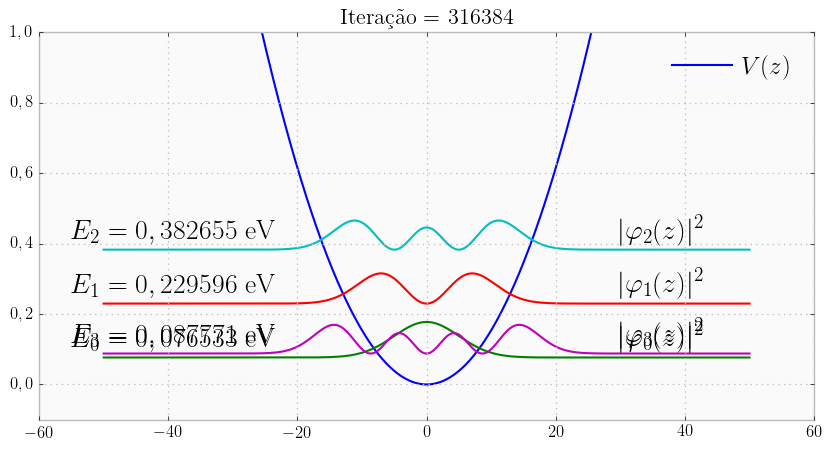 Iteração = 316384
1,0
0,8
0,6
0,4
0,2
0,0
−60
−40
−20
0
20
40
60
V(z)
E₂ = 0,382655 eV
|φ₂(z)|²
E₁ = 0,229596 eV
|φ₁(z)|²